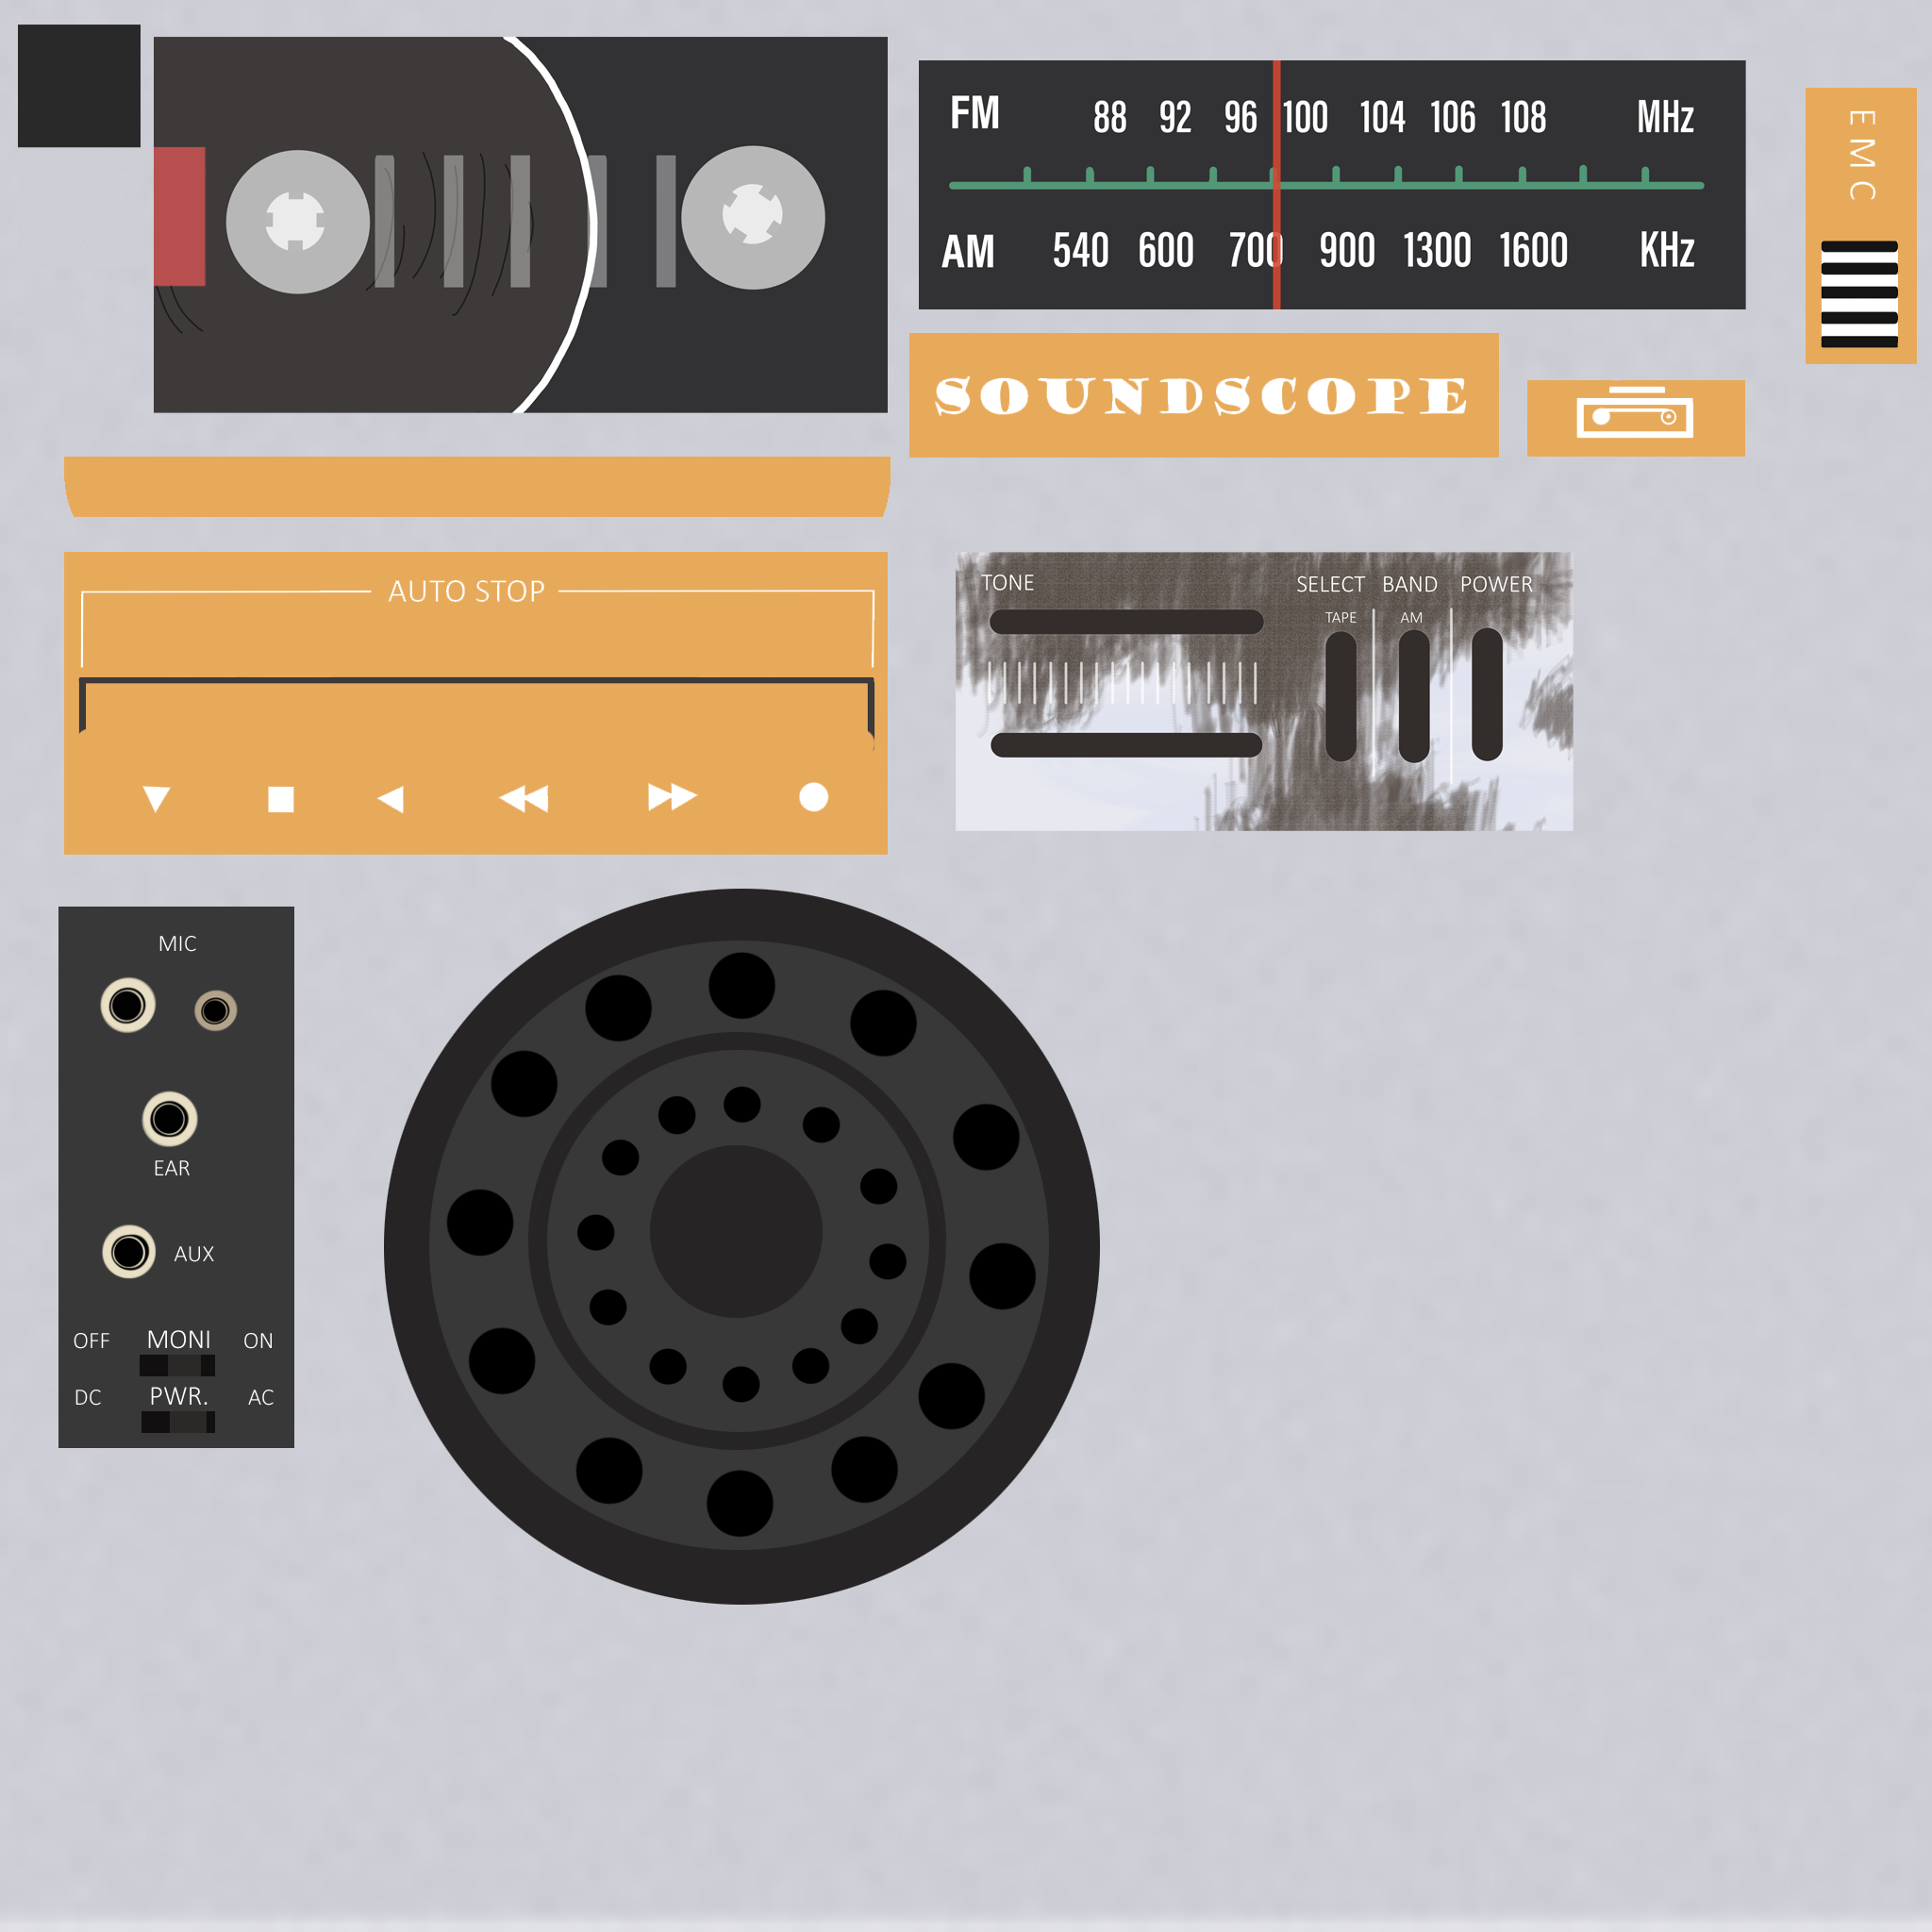 FM 88 92 96 100 104 106 108 MHz
AM 540 600 700 900 1300 1600 KHz
EMC
SOUNDSCOPE
AUTO STOP
TONE SELECT BAND POWER
TAPE AM
MIC
EAR
AUX
OFF MONI ON
DC PWR. AC